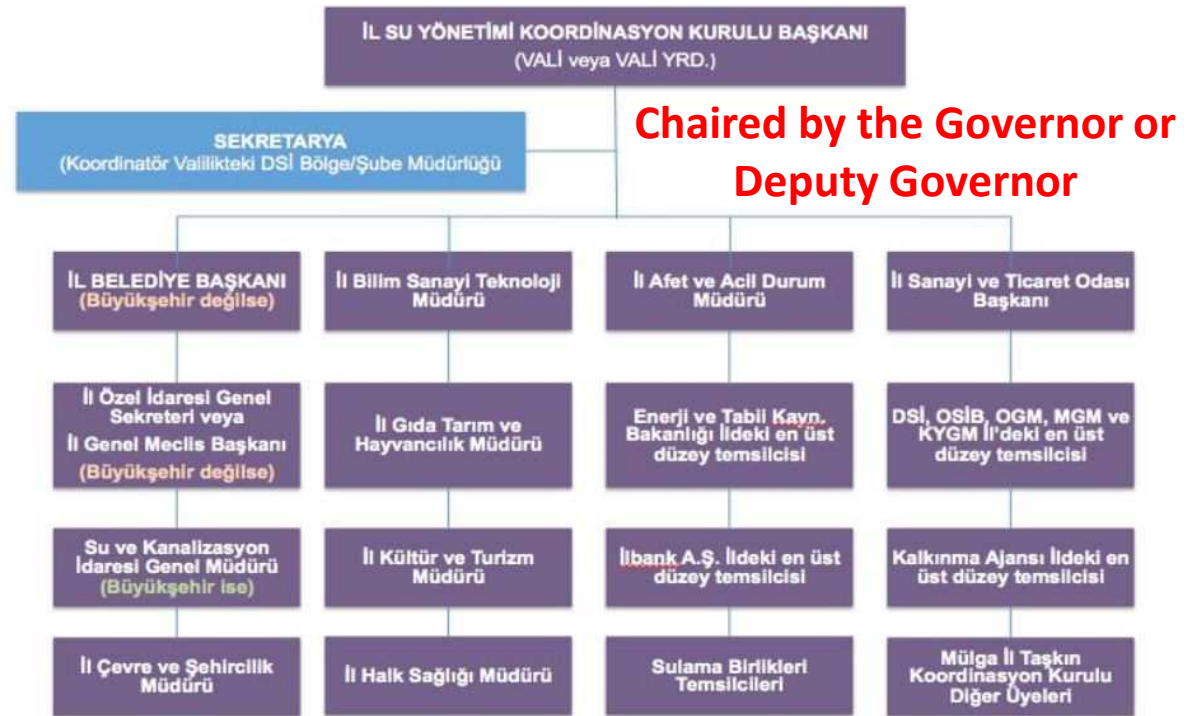 İL SU YÖNETİMİ KOORDİNASYON KURULU BAŞKANI
(VALİ veya VALİ YRD.)
SEKRETARYA
(Koordinatör Valilikteki DSİ Bölge/Şube Müdürlüğü
Chaired by the Governor or
Deputy Governor
İL BELEDİYE BAŞKANI
(Büyükşehir değilse)
İl Bilim Sanayi Teknoloji
Müdürü
İl Afet ve Acil Durum
Müdürü
İl Sanayi ve Ticaret Odası
Başkanı
İl Özel İdaresi Genel
Sekreteri veya
İl Genel Meclis Başkanı
(Büyükşehir değilse)
İl Gıda Tarım ve
Hayvancılık Müdürü
Enerji ve Tabii Kayn.
Bakanlığı İldeki en üst
düzey temsilcisi
DSİ, OSİB, OGM, MGM ve
KYGM İl'deki en üst
düzey temsilcisi
Su ve Kanalizasyon
İdaresi Genel Müdürü
(Büyükşehir ise)
İl Kültür ve Turizm
Müdürü
İlbank A.Ş. İldeki en üst
düzey temsilcisi
Kalkınma Ajansı İldeki en
üst düzey temsilcisi
İl Çevre ve Şehircilik
Müdürü
İl Halk Sağlığı Müdürü
Sulama Birlikleri
Temsilcileri
Mülga İl Taşkın
Koordinasyon Kurulu
Diğer Üyeleri